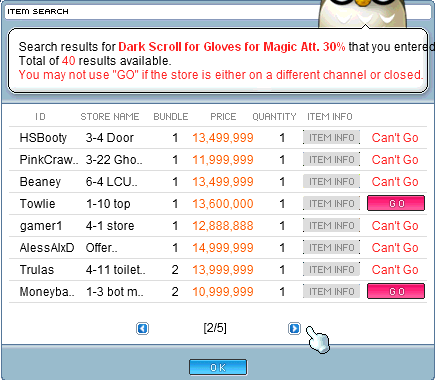 ITEM SEARCH
Search results for Dark Scroll for Gloves for Magic Att. 30% that you entered
Total of 40 results available.
You may not use "GO" if the store is either on a different channel or closed.
ID STORE NAME BUNDLE PRICE QUANTITY ITEM INFO
HSBooty 3-4 Door 1 13,499,999 1 ITEM INFO Can't Go
PinkCraw.. 3-22 Gho.. 1 11,999,999 1 ITEM INFO Can't Go
Beaney 6-4 LCU.. 1 13,499,999 1 ITEM INFO Can't Go
Towlie 1-10 top 1 13,600,000 1 ITEM INFO GO
gamer1 4-1 store 1 12,888,888 1 ITEM INFO Can't Go
AlessAlxD Offer.. 1 14,999,999 1 ITEM INFO Can't Go
Trulas 4-11 toilet.. 2 13,999,999 1 ITEM INFO Can't Go
Moneyba.. 1-3 bot m.. 2 10,999,999 1 ITEM INFO GO
[2/5]
OK